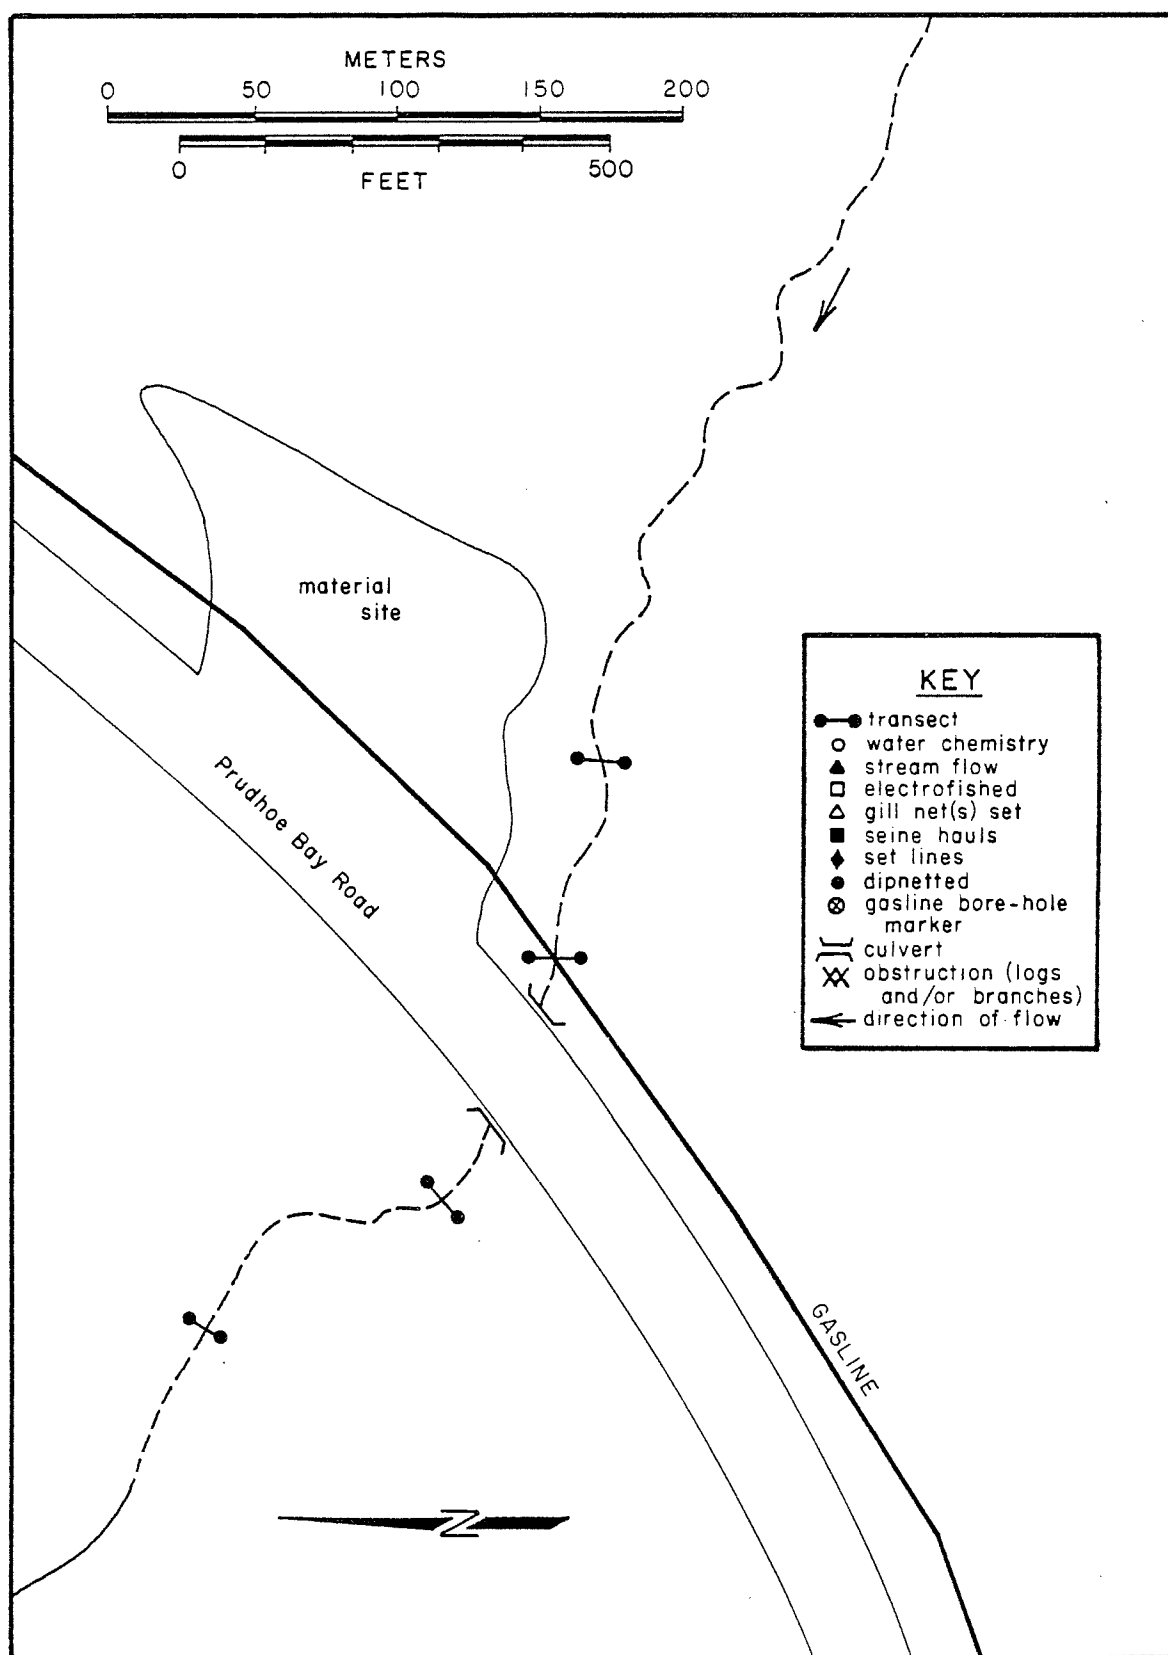 METERS
0 50 100 150 200
0 500
FEET
material
site
Prudhoe Bay Road
KEY
transect
water chemistry
stream flow
electrofished
gill net(s) set
seine hauls
set lines
dipnetted
gasline bore-hole
marker
culvert
obstruction (logs
and/or branches)
direction of flow
GASLINE
N